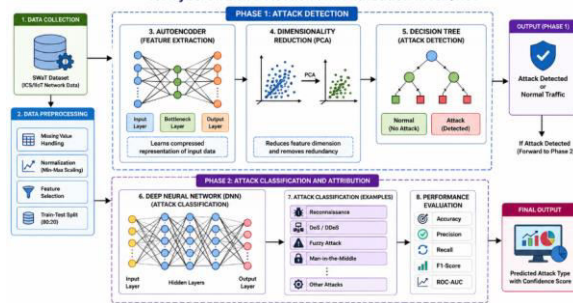 1. DATA COLLECTION
SWaT Dataset
(ICS/IIoT Network Data)
2. DATA PREPROCESSING
Missing Value
Handling
Normalization
(Min-Max Scaling)
Feature
Selection
Train-Test Split
(80:20)
PHASE 1: ATTACK DETECTION
3. AUTOENCODER
(FEATURE EXTRACTION)
Input
Layer
Bottleneck
Layer
Output
Layer
Learns compressed
representation of input data
4. DIMENSIONALITY
REDUCTION (PCA)
PCA
Reduces feature dimension
and removes redundancy
5. DECISION TREE
(ATTACK DETECTION)
Normal
(No Attack)
Attack
(Detected)
OUTPUT (PHASE 1)
Attack Detected
or
Normal Traffic
If Attack Detected
(Forward to Phase 2)
PHASE 2: ATTACK CLASSIFICATION AND ATTRIBUTION
6. DEEP NEURAL NETWORK (DNN)
(ATTACK CLASSIFICATION)
Input
Layer
Hidden Layers
Output
Layer
7. ATTACK CLASSIFICATION (EXAMPLES)
Reconnaissance
DoS / DDoS
Fuzzy Attack
Man-in-the-Middle
Other Attacks
8. PERFORMANCE
EVALUATION
Accuracy
Precision
Recall
F1-Score
ROC-AUC
FINAL OUTPUT
Predicted Attack Type
with Confidence Score